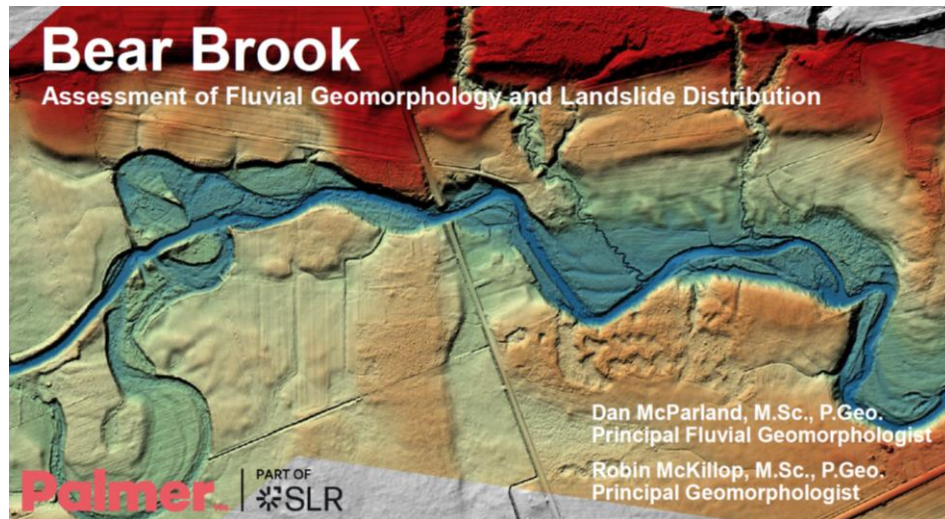 Bear Brook
Assessment of Fluvial Geomorphology and Landslide Distribution
Dan McParland, M.Sc., P.Geo.
Principal Fluvial Geomorphologist
Robin McKillop, M.Sc., P.Geo.
Principal Geomorphologist
Palmer
PART OF
SLR